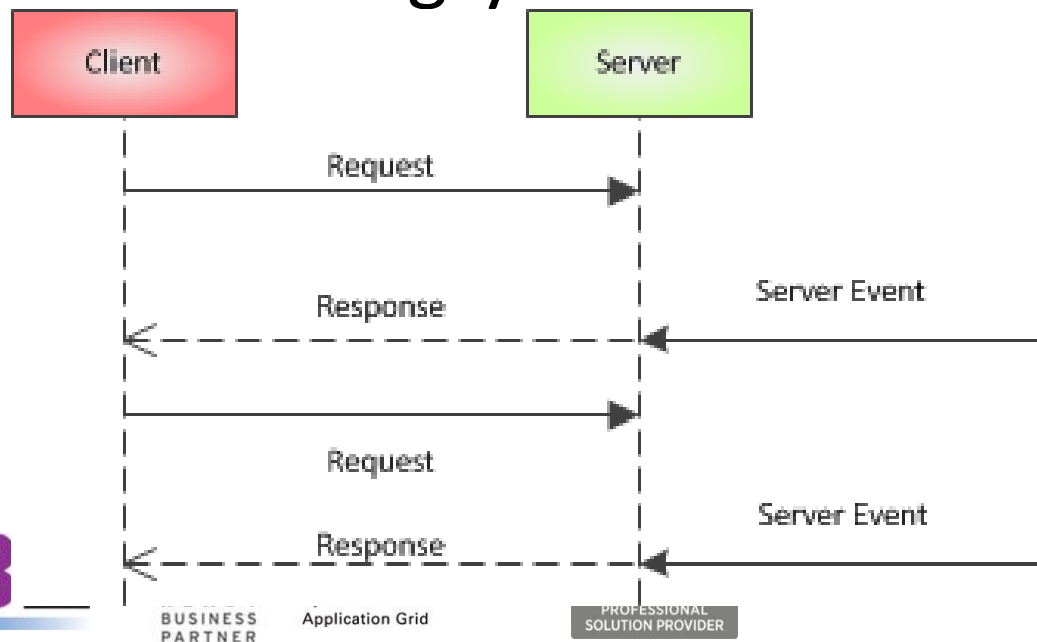 Client
Server
Request
Server Event
Response
Request
Server Event
Response
BUSINESS
PARTNER
Application Grid
PROFESSIONAL
SOLUTION PROVIDER